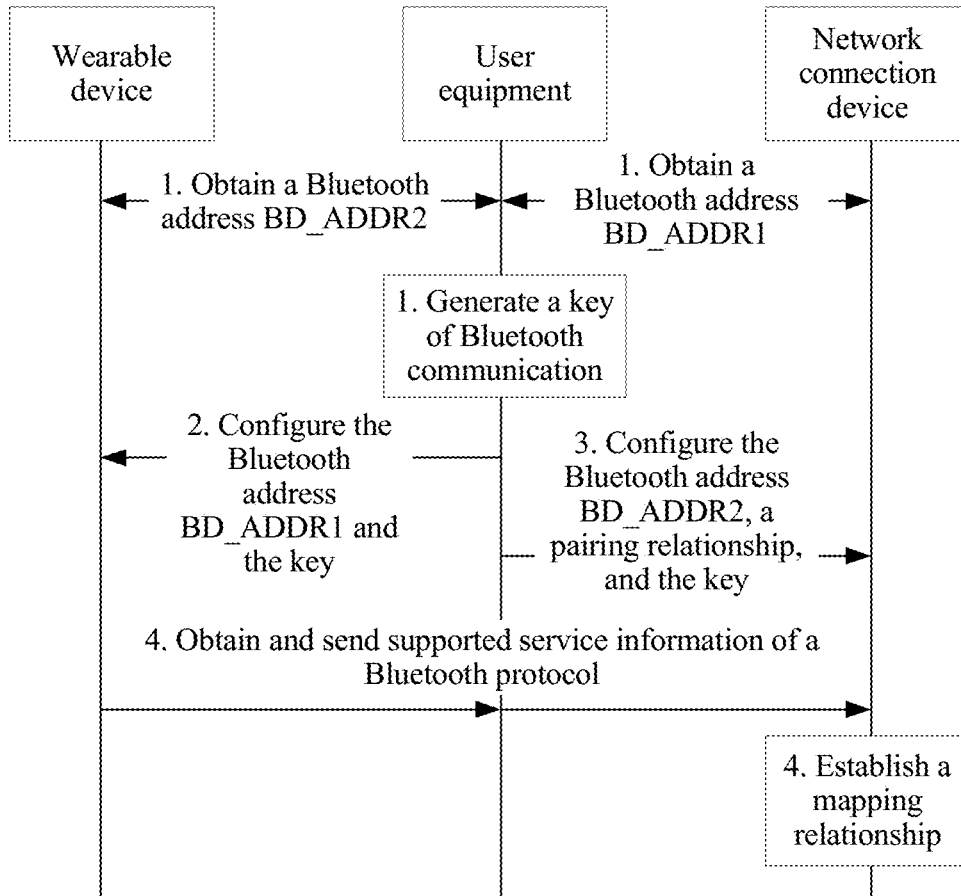 Wearable
device
User
equipment
Network
connection
device
1. Obtain a Bluetooth
address BD_ADDR2
1. Obtain a
Bluetooth address
BD_ADDR1
1. Generate a key
of Bluetooth
communication
2. Configure the
Bluetooth
address
BD_ADDR1 and
the key
3. Configure the
Bluetooth address
BD_ADDR2, a
pairing relationship,
and the key
4. Obtain and send supported service information of a
Bluetooth protocol
4. Establish a
mapping
relationship